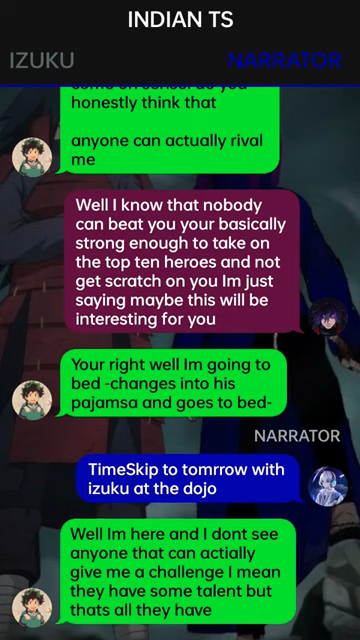 INDIAN TS
IZUKU
NARRATOR
honestly think that
anyone can actually rival
me
Well I know that nobody
can beat you your basically
strong enough to take on
the top ten heroes and not
get scratch on you Im just
saying maybe this will be
interesting for you
Your right well Im going to
bed -changes into his
pajamsa and goes to bed-
NARRATOR
TimeSkip to tomrrow with
izuku at the dojo
Well Im here and I dont see
anyone that can actially
give me a challenge I mean
they have some talent but
thats all they have